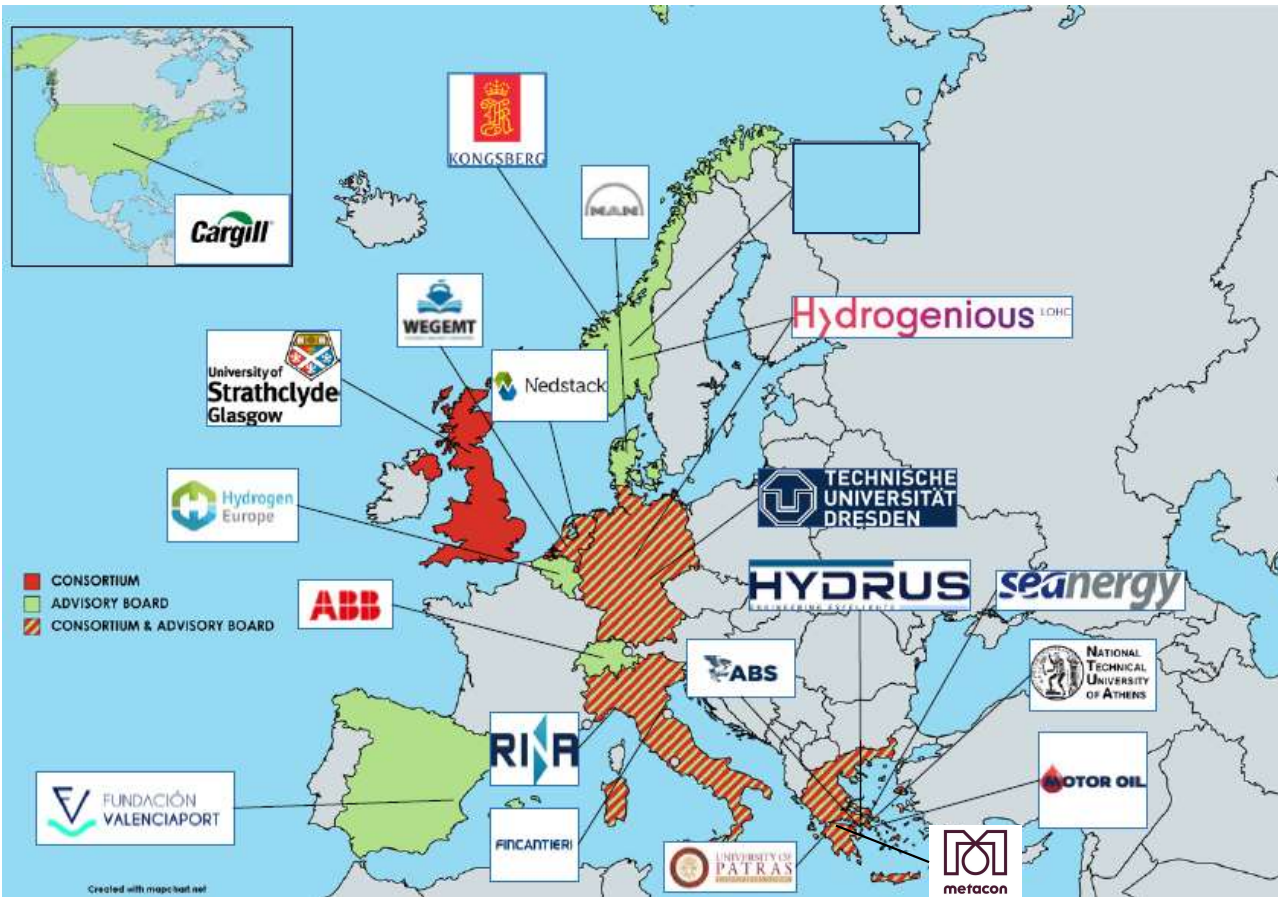 KONGSBERG
MAN
Cargill
WEGEMT
Hydrogenious LOHC
University of
Strathclyde
Glasgow
Nedstack
Hydrogen
Europe
TECHNISCHE
UNIVERSITÄT
DRESDEN
CONSORTIUM
ADVISORY BOARD
CONSORTIUM & ADVISORY BOARD
ABB
HYDRUS
ENGINEERING EXCELLENCE
seanergy
ABS
NATIONAL
TECHNICAL
UNIVERSITY
OF ATHENS
RINA
MOTOR OIL
FUNDACIÓN
VALENCIAPORT
FINCANTIERI
UNIVERSITY OF
PATRAS
metacon
Created with mapchart.net